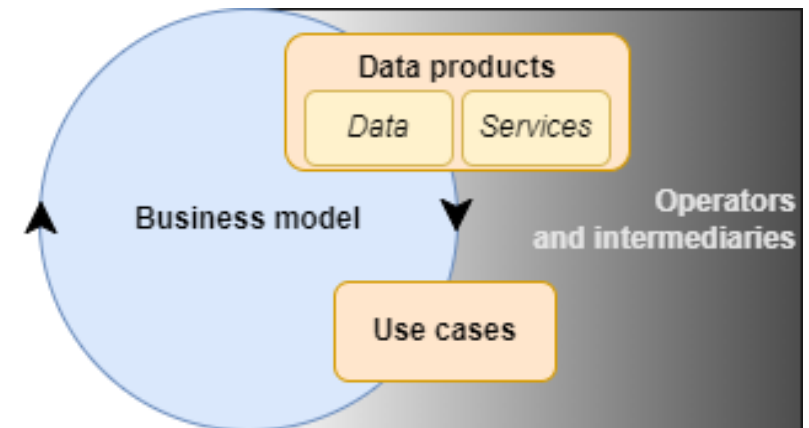 Data products
Data
Services
Business model
Operators
and intermediaries
Use cases